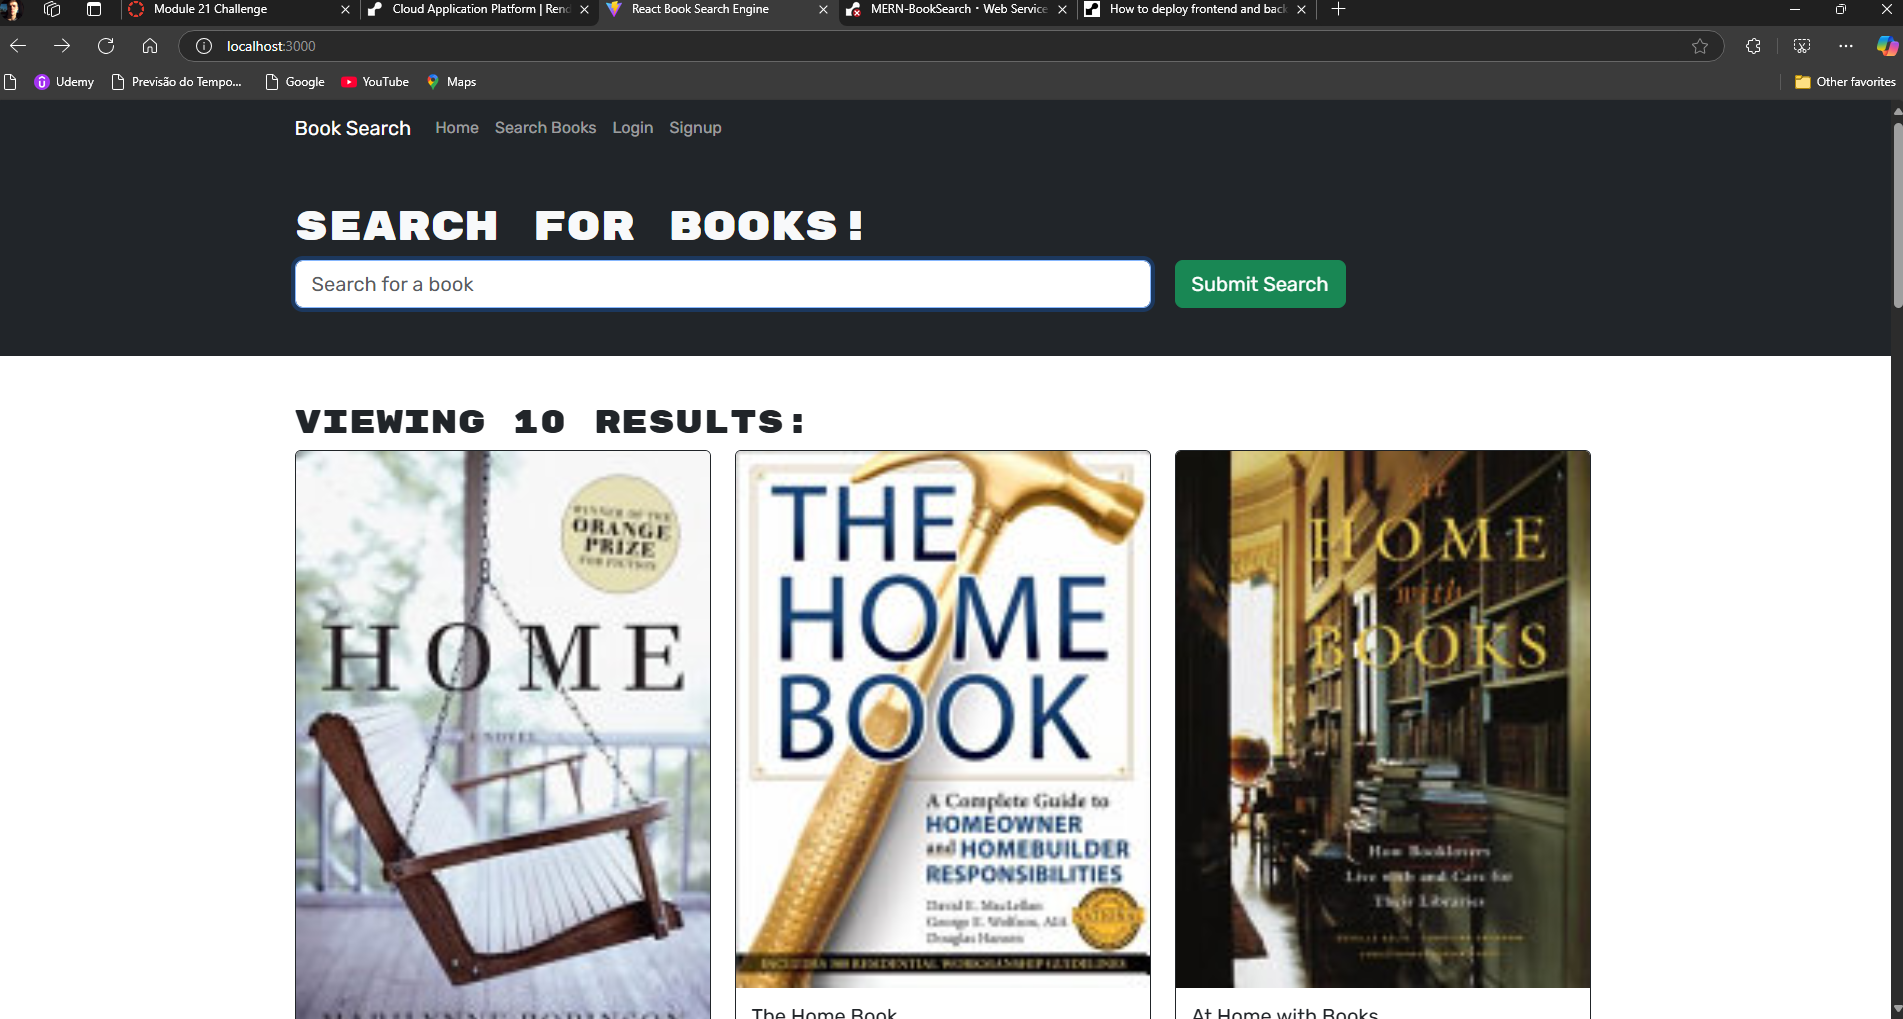 Module 21 Challenge
Cloud Application Platform | Rend
React Book Search Engine
MERN-BookSearch · Web Service
How to deploy frontend and back
localhost:3000
Udemy
Previsão do Tempo...
Google
YouTube
Maps
Other favorites
Book Search
Home
Search Books
Login
Signup
SEARCH FOR BOOKS!
Search for a book
Submit Search
VIEWING 10 RESULTS:
WINNER OF THE
ORANGE
PRIZE
FOR FICTION
HOME
A NOVEL
THE
HOME
BOOK
A Complete Guide to
HOMEOWNER
and HOMEBUILDER
RESPONSIBILITIES
David E. MacLellan
George E. Wolfson, AIA
Douglas Hansen
NATIONAL
The Home Book
At
HOME
with
BOOKS
How Booklovers
Live with and Care for
Their Libraries
At Home with Books